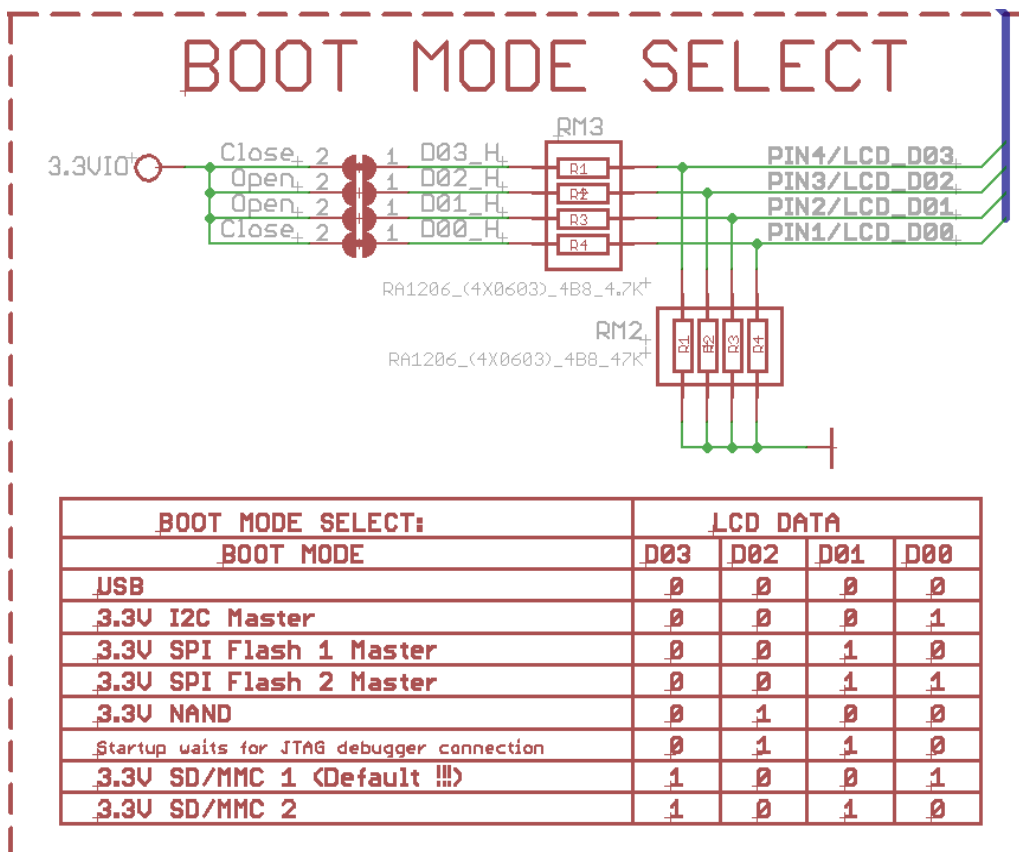 BOOT MODE SELECT
RM3
3.3VIO Close 2 1 D03_H R1 PIN4/LCD_D03
Open 2 1 D02_H R2 PIN3/LCD_D02
Open 2 1 D01_H R3 PIN2/LCD_D01
Close 2 1 D00_H R4 PIN1/LCD_D00
RA1206_(4X0603)_4B8_4.7K
RM2
R1 R2 R3 R4
RA1206_(4X0603)_4B8_47K
BOOT MODE SELECT: LCD DATA
BOOT MODE D03 D02 D01 D00
USB 0 0 0 0
3.3V I2C Master 0 0 0 1
3.3V SPI Flash 1 Master 0 0 1 0
3.3V SPI Flash 2 Master 0 0 1 1
3.3V NAND 0 1 0 0
Startup waits for JTAG debugger connection 0 1 1 0
3.3V SD/MMC 1 (Default !!!) 1 0 0 1
3.3V SD/MMC 2 1 0 1 0